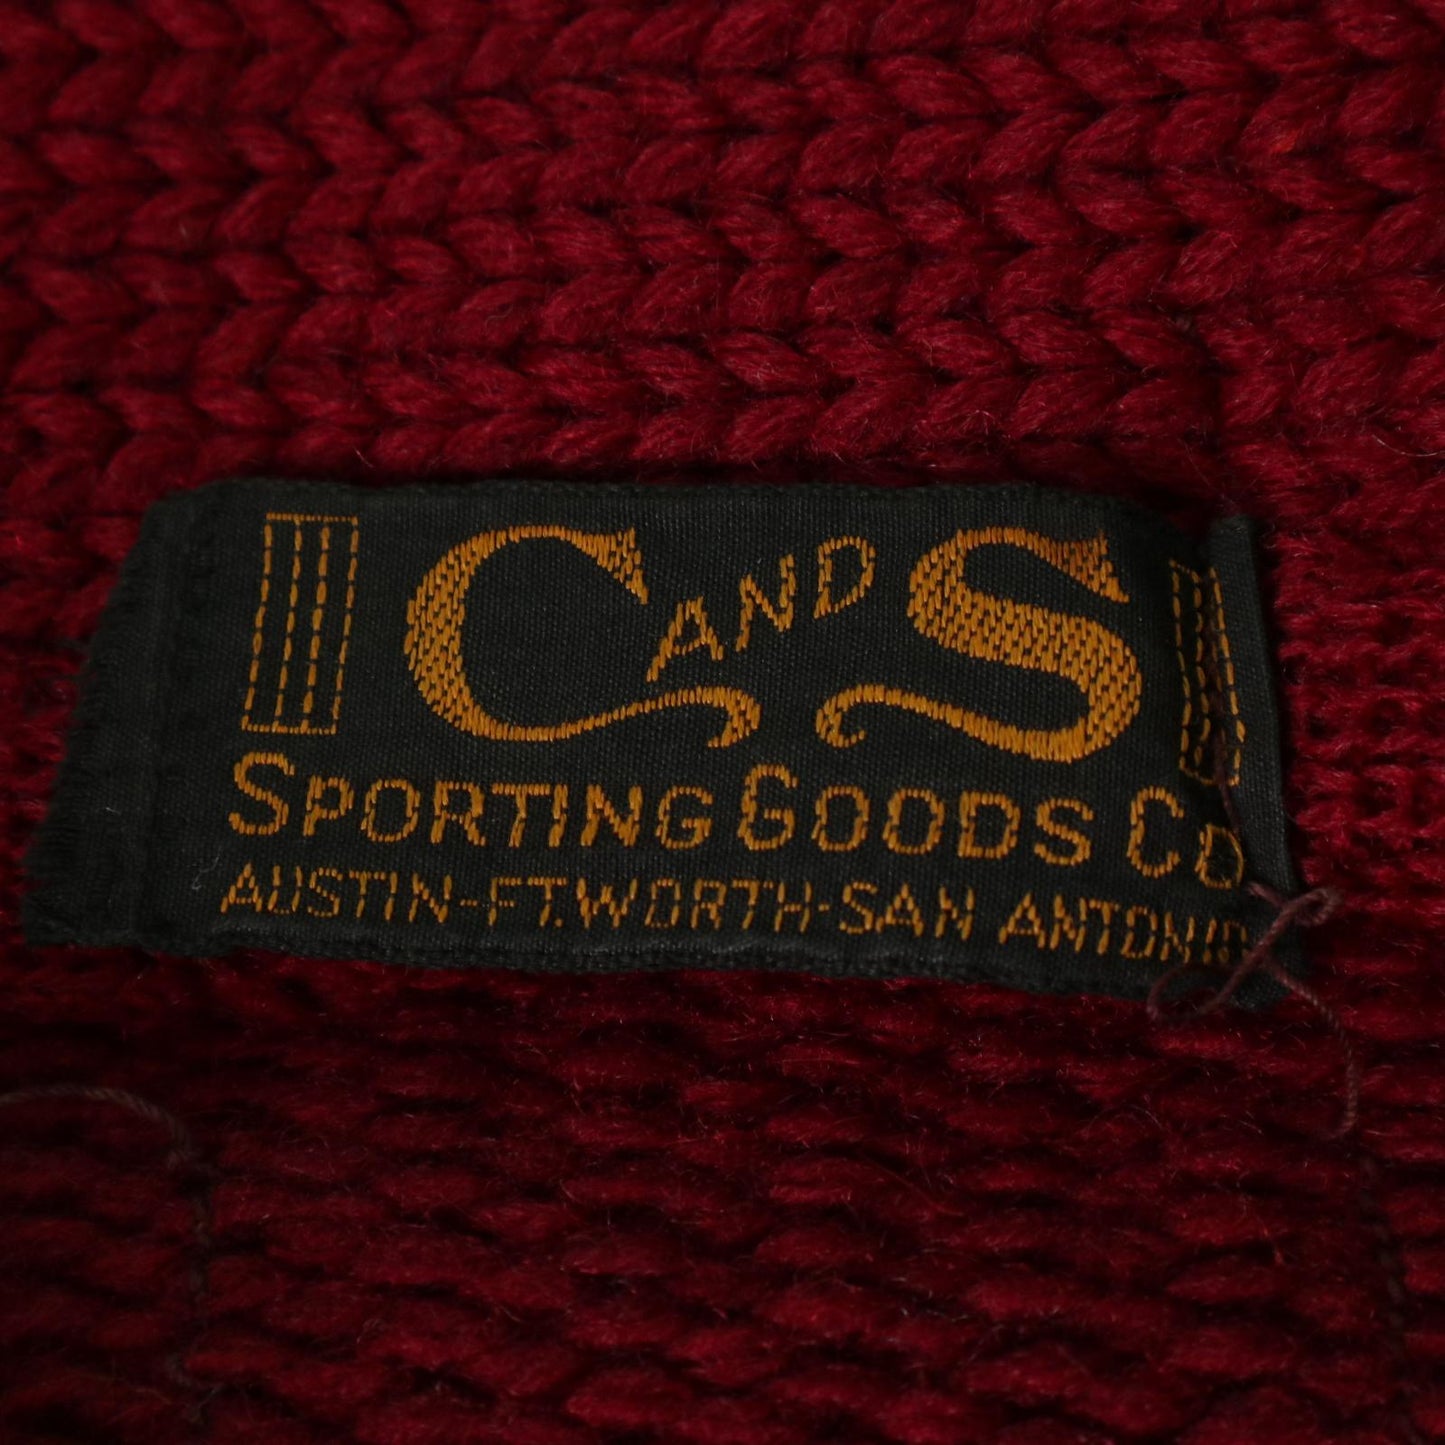 C AND S
SPORTING GOODS CO
AUSTIN-FT.WORTH-SAN ANTONIO